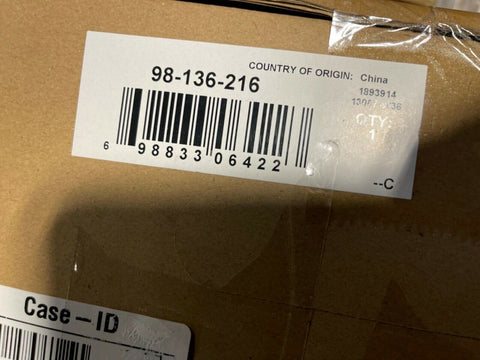 COUNTRY OF ORIGIN: China
98-136-216
1893914
QTY:
1
6 98833 06422
--C
Case – ID